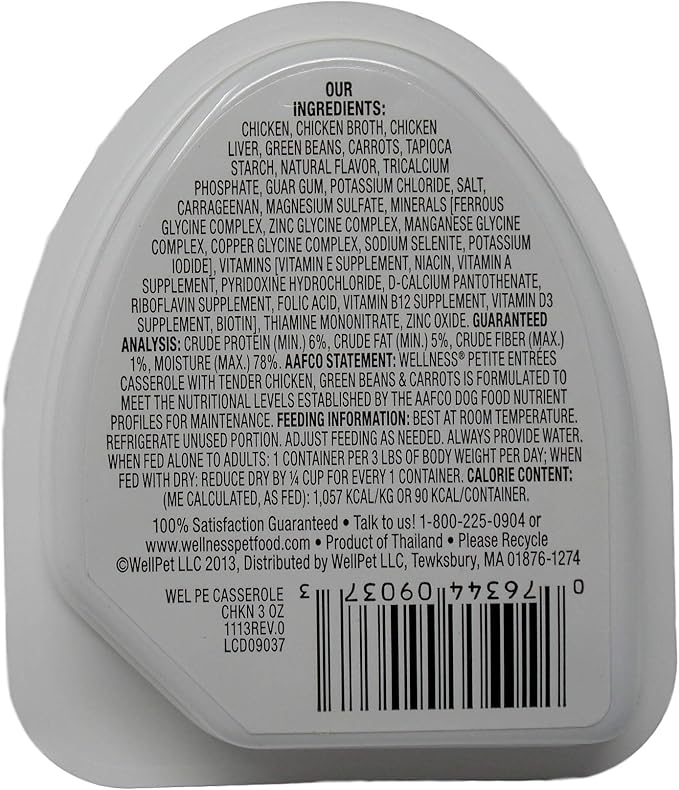 OUR
INGREDIENTS:
CHICKEN, CHICKEN BROTH, CHICKEN
LIVER, GREEN BEANS, CARROTS, TAPIOCA
STARCH, NATURAL FLAVOR, TRICALCIUM
PHOSPHATE, GUAR GUM, POTASSIUM CHLORIDE, SALT,
CARRAGEENAN, MAGNESIUM SULFATE, MINERALS [FERROUS
GLYCINE COMPLEX, ZINC GLYCINE COMPLEX, MANGANESE GLYCINE
COMPLEX, COPPER GLYCINE COMPLEX, SODIUM SELENITE, POTASSIUM
IODIDE], VITAMINS [VITAMIN E SUPPLEMENT, NIACIN, VITAMIN A
SUPPLEMENT, PYRIDOXINE HYDROCHLORIDE, D-CALCIUM PANTOTHENATE,
RIBOFLAVIN SUPPLEMENT, FOLIC ACID, VITAMIN B12 SUPPLEMENT, VITAMIN D3
SUPPLEMENT, BIOTIN], THIAMINE MONONITRATE, ZINC OXIDE. GUARANTEED
ANALYSIS: CRUDE PROTEIN (MIN.) 6%, CRUDE FAT (MIN.) 5%, CRUDE FIBER (MAX.)
1%, MOISTURE (MAX.) 78%. AAFCO STATEMENT: WELLNESS® PETITE ENTRÉES
CASSEROLE WITH TENDER CHICKEN, GREEN BEANS & CARROTS IS FORMULATED TO
MEET THE NUTRITIONAL LEVELS ESTABLISHED BY THE AAFCO DOG FOOD NUTRIENT
PROFILES FOR MAINTENANCE. FEEDING INFORMATION: BEST AT ROOM TEMPERATURE.
REFRIGERATE UNUSED PORTION. ADJUST FEEDING AS NEEDED. ALWAYS PROVIDE WATER.
WHEN FED ALONE TO ADULTS: 1 CONTAINER PER 3 LBS OF BODY WEIGHT PER DAY; WHEN
FED WITH DRY: REDUCE DRY BY ¼ CUP FOR EVERY 1 CONTAINER. CALORIE CONTENT:
(ME CALCULATED, AS FED): 1,057 KCAL/KG OR 90 KCAL/CONTAINER.
100% Satisfaction Guaranteed • Talk to us! 1-800-225-0904 or
www.wellnesspetfood.com • Product of Thailand • Please Recycle
©WellPet LLC 2013, Distributed by WellPet LLC, Tewksbury, MA 01876-1274
WEL PE CASSEROLE
CHKN 3 OZ
1113REV.0
LCD09037
0 76344 09037 3